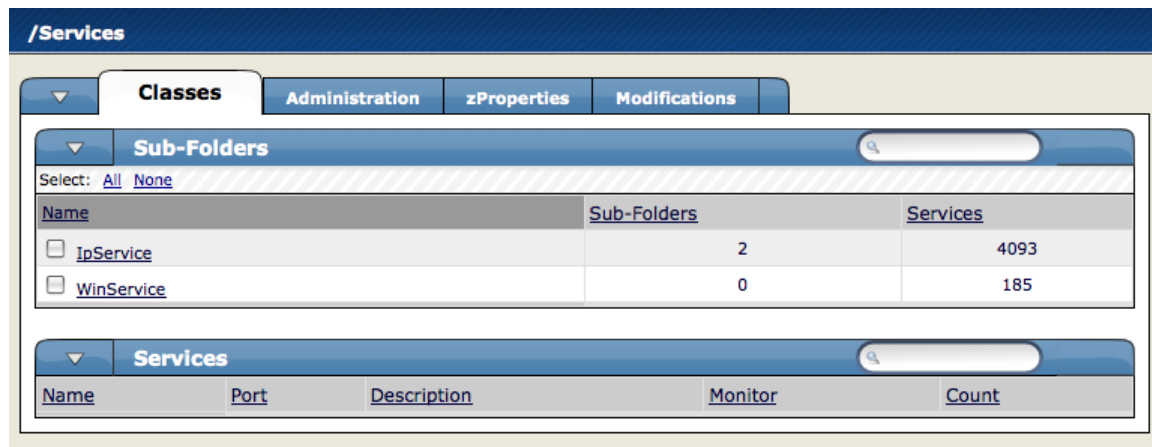 /Services
Classes Administration zProperties Modifications
Sub-Folders
Select: All None
Name Sub-Folders Services
IpService 2 4093
WinService 0 185
Services
Name Port Description Monitor Count